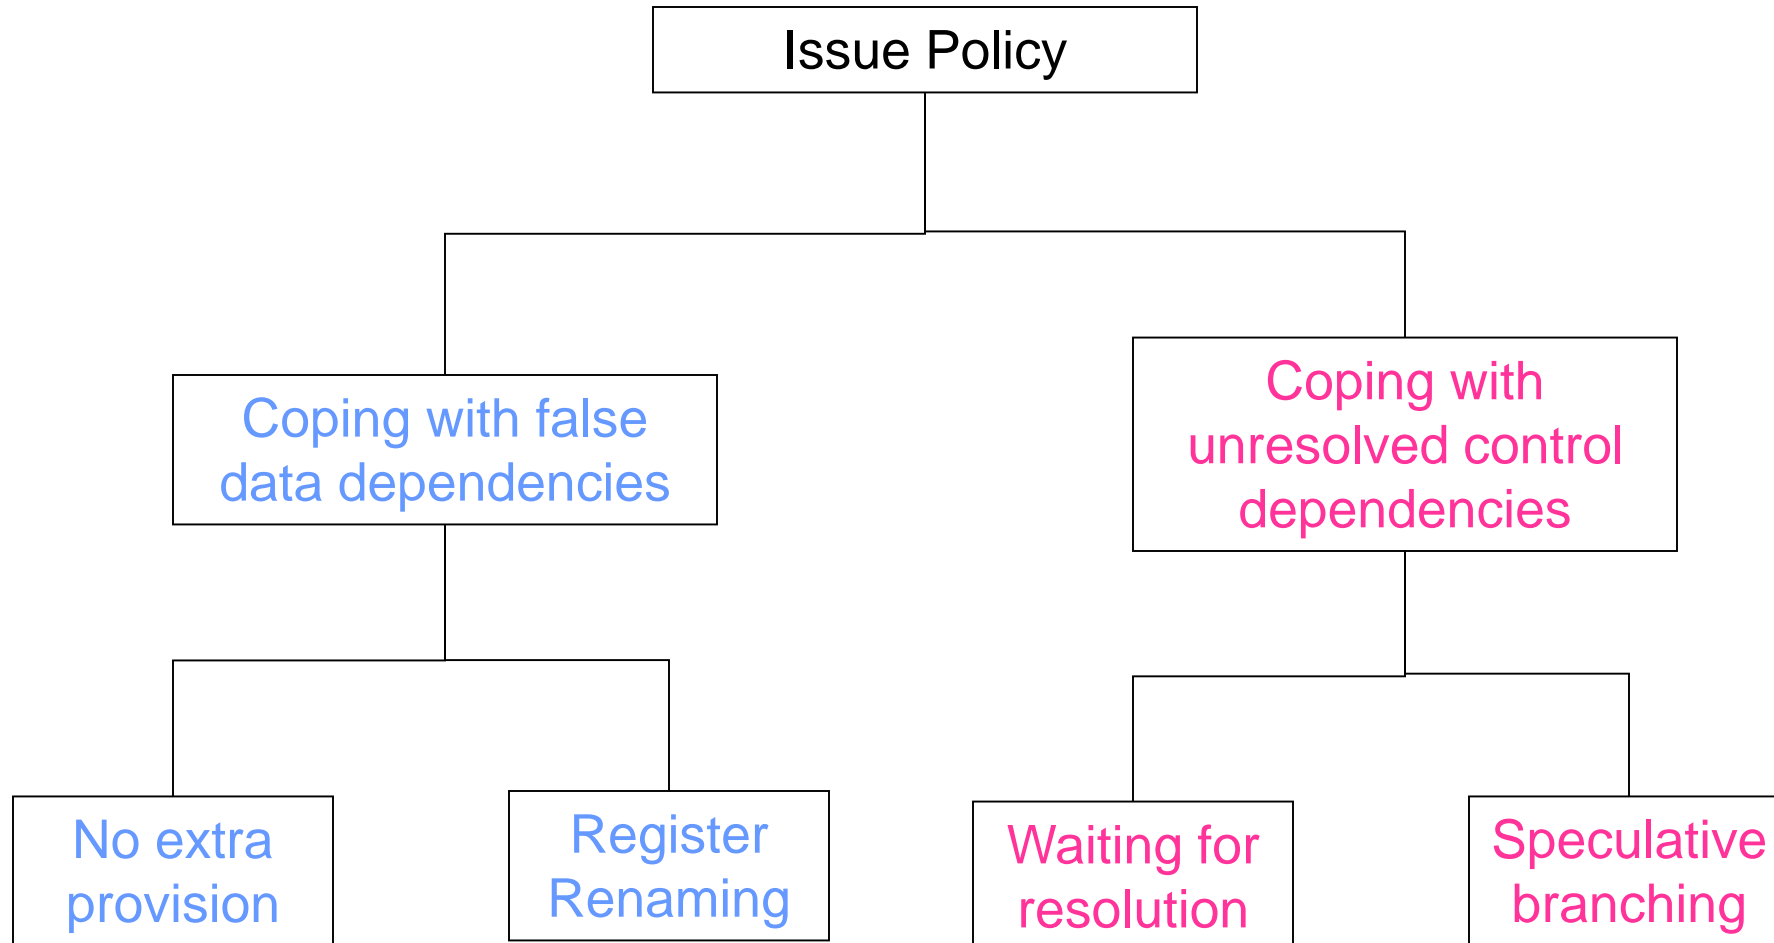 Issue Policy
Coping with false
data dependencies
Coping with
unresolved control
dependencies
No extra
provision
Register
Renaming
Waiting for
resolution
Speculative
branching